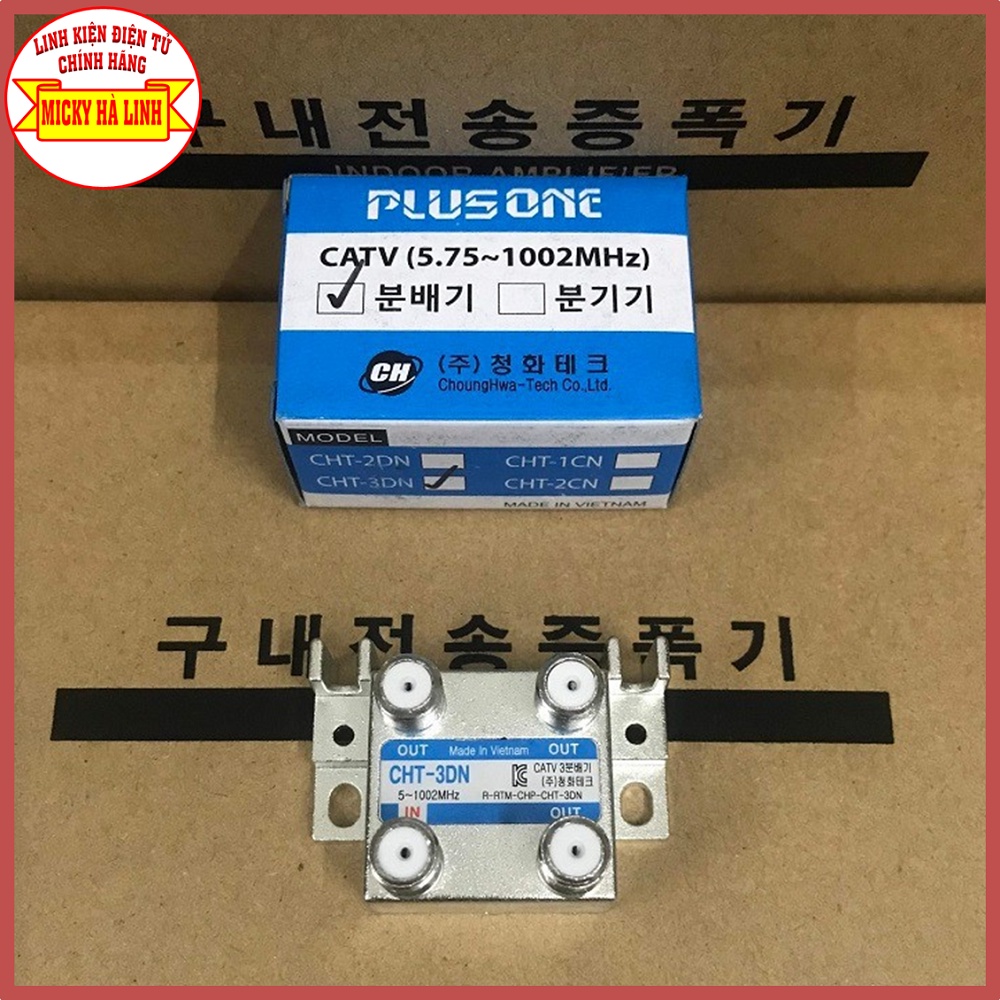 LINH KIỆN ĐIỆN TỬ
CHÍNH HÃNG
MICKY HÀ LINH
구내전송증폭기
INDOOR AMPLIFIER
PLUS ONE
CATV (5.75~1002MHz)
분배기 분기기
CH (주)청화테크
ChoungHwa-Tech Co.,Ltd.
MODEL
CHT-2DN CHT-1CN
CHT-3DN CHT-2CN
MADE IN VIETNAM
구내전송증폭기
OUT Made In Vietnam OUT
CHT-3DN CATV 3분배기
(주)청화테크
5~1002MHz R-RTM-CHP-CHT-3DN
IN OUT